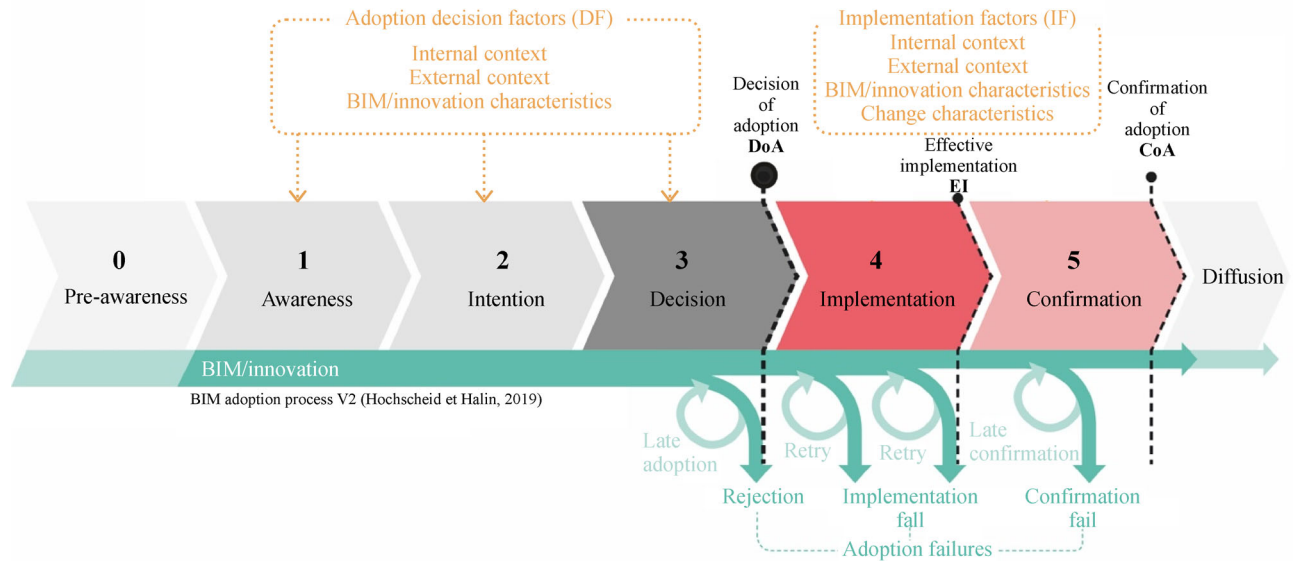 Adoption decision factors (DF)
Internal context
External context
BIM/innovation characteristics
Implementation factors (IF)
Internal context
External context
BIM/innovation characteristics
Change characteristics
Decision
of
adoption
DoA
Effective
implementation
EI
Confirmation
of
adoption
CoA
0
Pre-awareness
1
Awareness
2
Intention
3
Decision
4
Implementation
5
Confirmation
Diffusion
BIM/innovation
BIM adoption process V2 (Hochscheid et Halin, 2019)
Late
adoption
Retry
Retry
Late
confirmation
Rejection
Implementation
fall
Confirmation
fail
Adoption failures